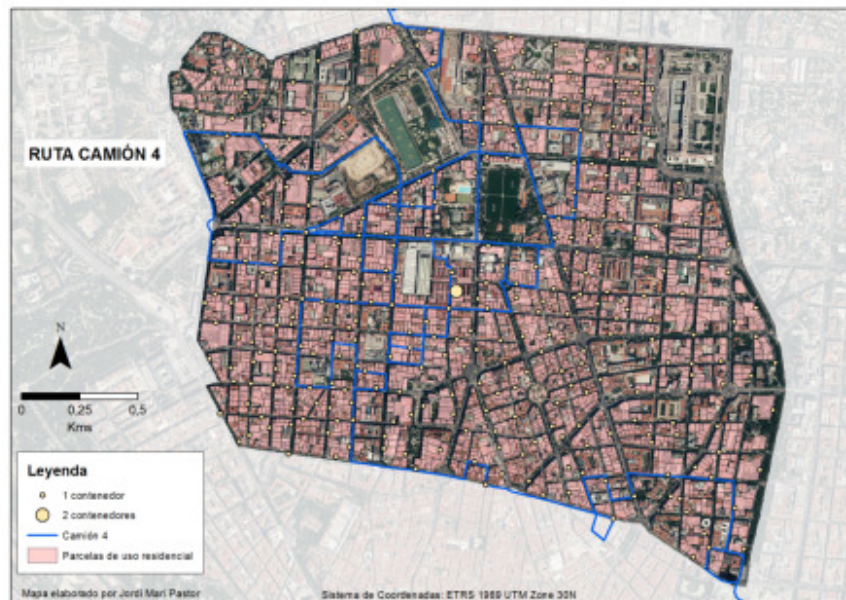 RUTA CAMIÓN 4
N
0 0,25 0,5
Kms
Leyenda
1 contenedor
2 contenedores
Camión 4
Parcelas de uso residencial
Mapa elaborado por Jordi Marí Pastor
Sistema de Coordenadas: ETRS 1989 UTM Zone 30N